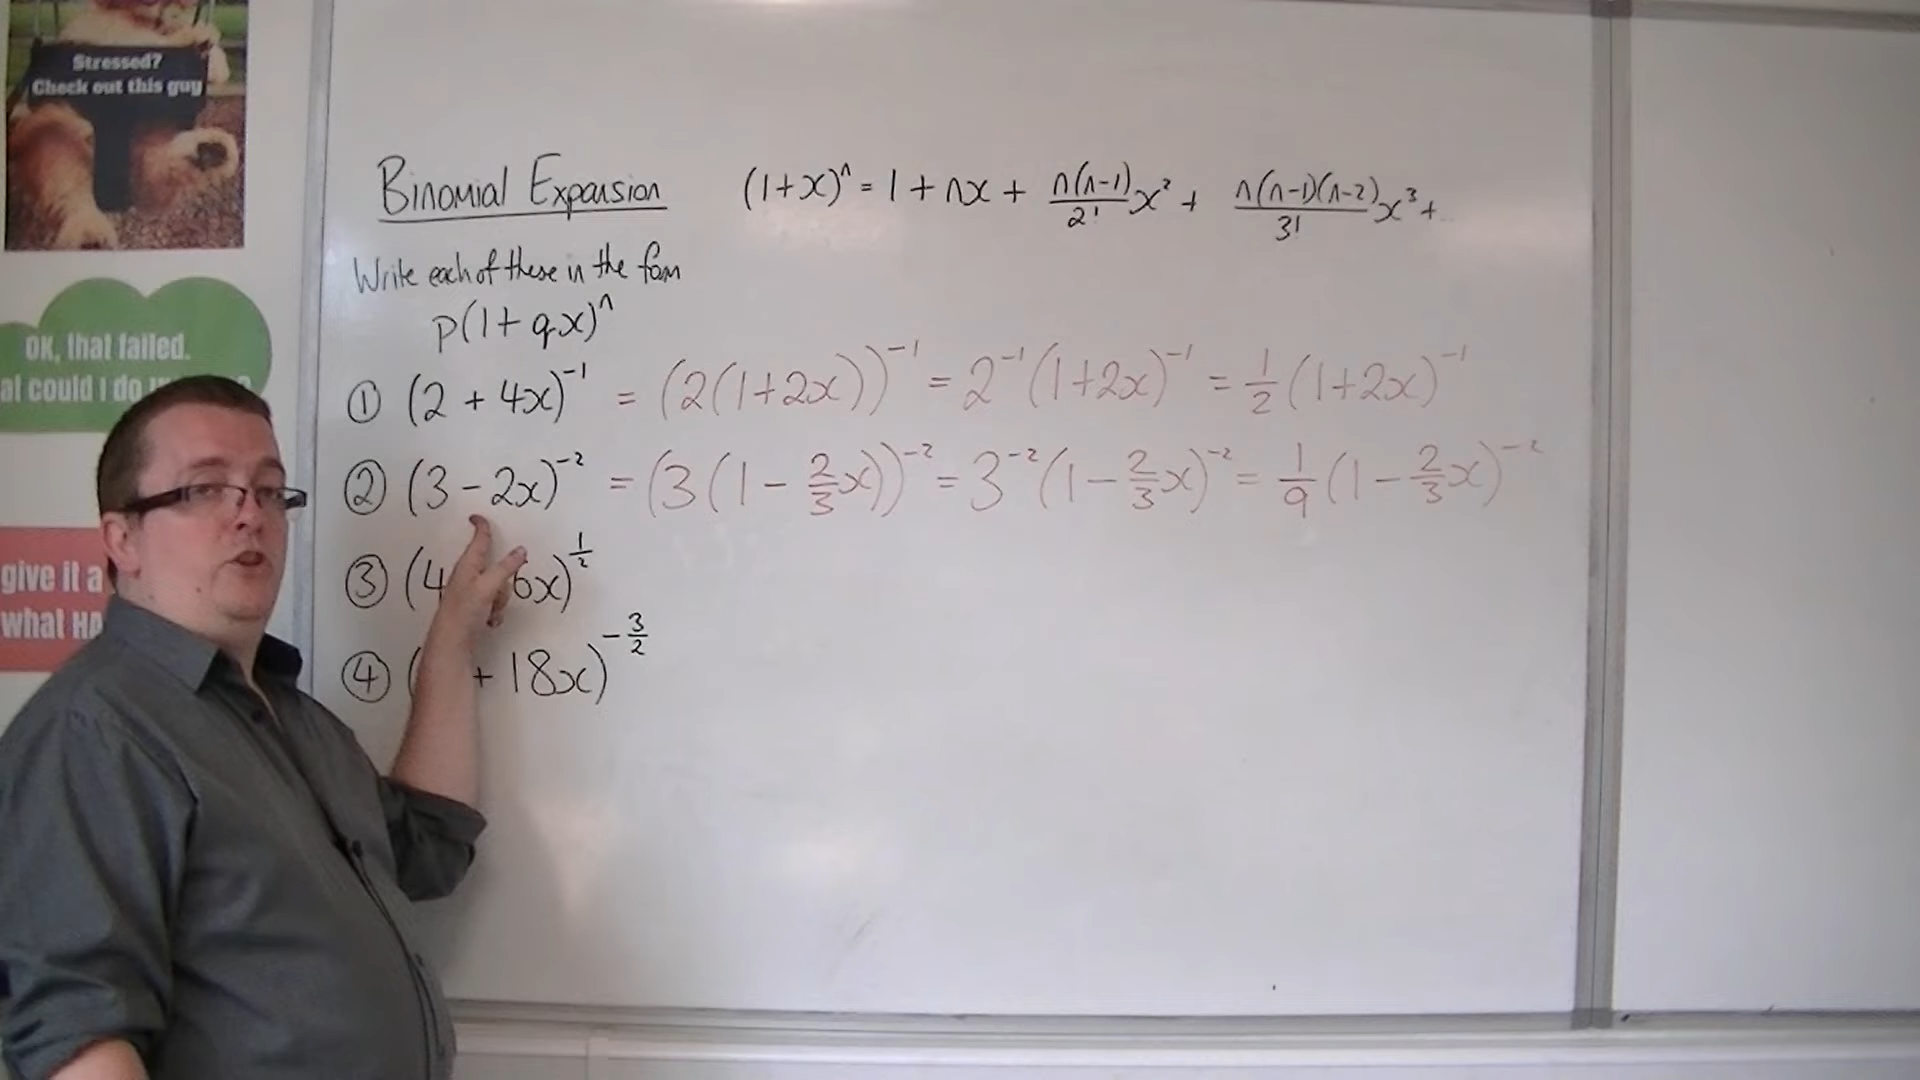 Stressed?
Check out this guy
OK, that failed.
al could I do
give it a
what HA
Binomial Expansion (1+x)ⁿ = 1 + nx + n(n-1)/2! x² + n(n-1)(n-2)/3! x³ + ...
Write each of these in the form
p(1 + qx)ⁿ
① (2 + 4x)⁻¹ = (2(1+2x))⁻¹ = 2⁻¹(1+2x)⁻¹ = 1/2 (1+2x)⁻¹
② (3 - 2x)⁻² = (3(1 - 2/3 x))⁻² = 3⁻²(1 - 2/3 x)⁻² = 1/9 (1 - 2/3 x)⁻²
③ (4 6x)^(1/2)
④ ( + 18x)^(-3/2)